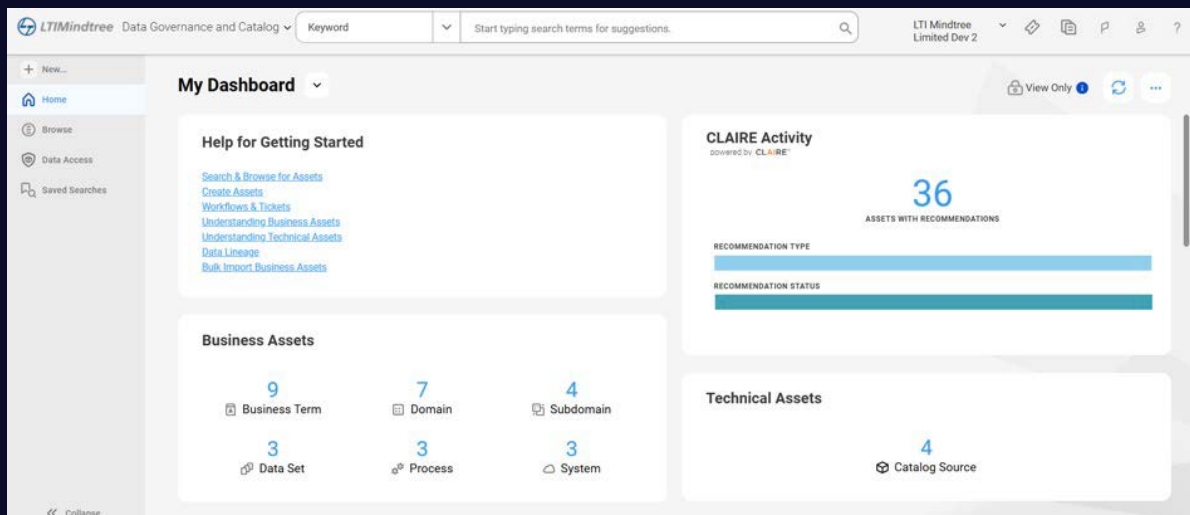 LTIMindtree Data Governance and Catalog
Keyword
Start typing search terms for suggestions.
LTI Mindtree
Limited Dev 2
?
+ New...
Home
Browse
Data Access
Saved Searches
Collapse
My Dashboard
View Only
Help for Getting Started
Search & Browse for Assets
Create Assets
Workflows & Tickets
Understanding Business Assets
Understanding Technical Assets
Data Lineage
Bulk Import Business Assets
CLAIRE Activity
powered by CLAIRE™
36
ASSETS WITH RECOMMENDATIONS
RECOMMENDATION TYPE
RECOMMENDATION STATUS
Business Assets
9 7 4
Business Term Domain Subdomain
3 3 3
Data Set Process System
Technical Assets
4
Catalog Source